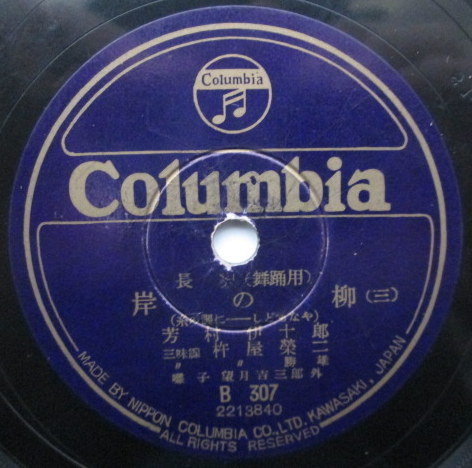 Columbia
Columbia
長唄(舞踊用)
岸の柳(三)
芳村伊十郎
三味線 杵屋榮二
〃 〃 勝雄
囃子 望月吉三郎外
B 307
2213840
MADE BY NIPPON COLUMBIA CO., LTD. KAWASAKI, JAPAN
ALL RIGHTS RESERVED